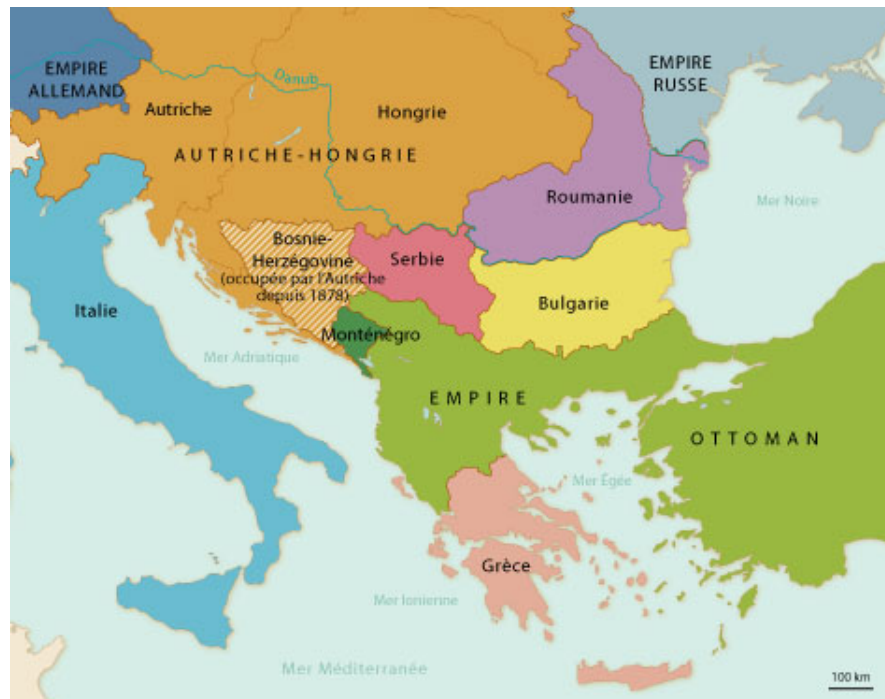 EMPIRE
ALLEMAND
Autriche
Danub
Hongrie
EMPIRE
RUSSE
AUTRICHE-HONGRIE
Roumanie
Mer Noire
Bosnie-
Herzégovine
(occupée par l'Autriche
depuis 1878)
Serbie
Bulgarie
Italie
Monténégro
Mer Adriatique
EMPIRE
OTTOMAN
Mer Égée
Grèce
Mer Ionienne
Mer Méditerranée
100 km